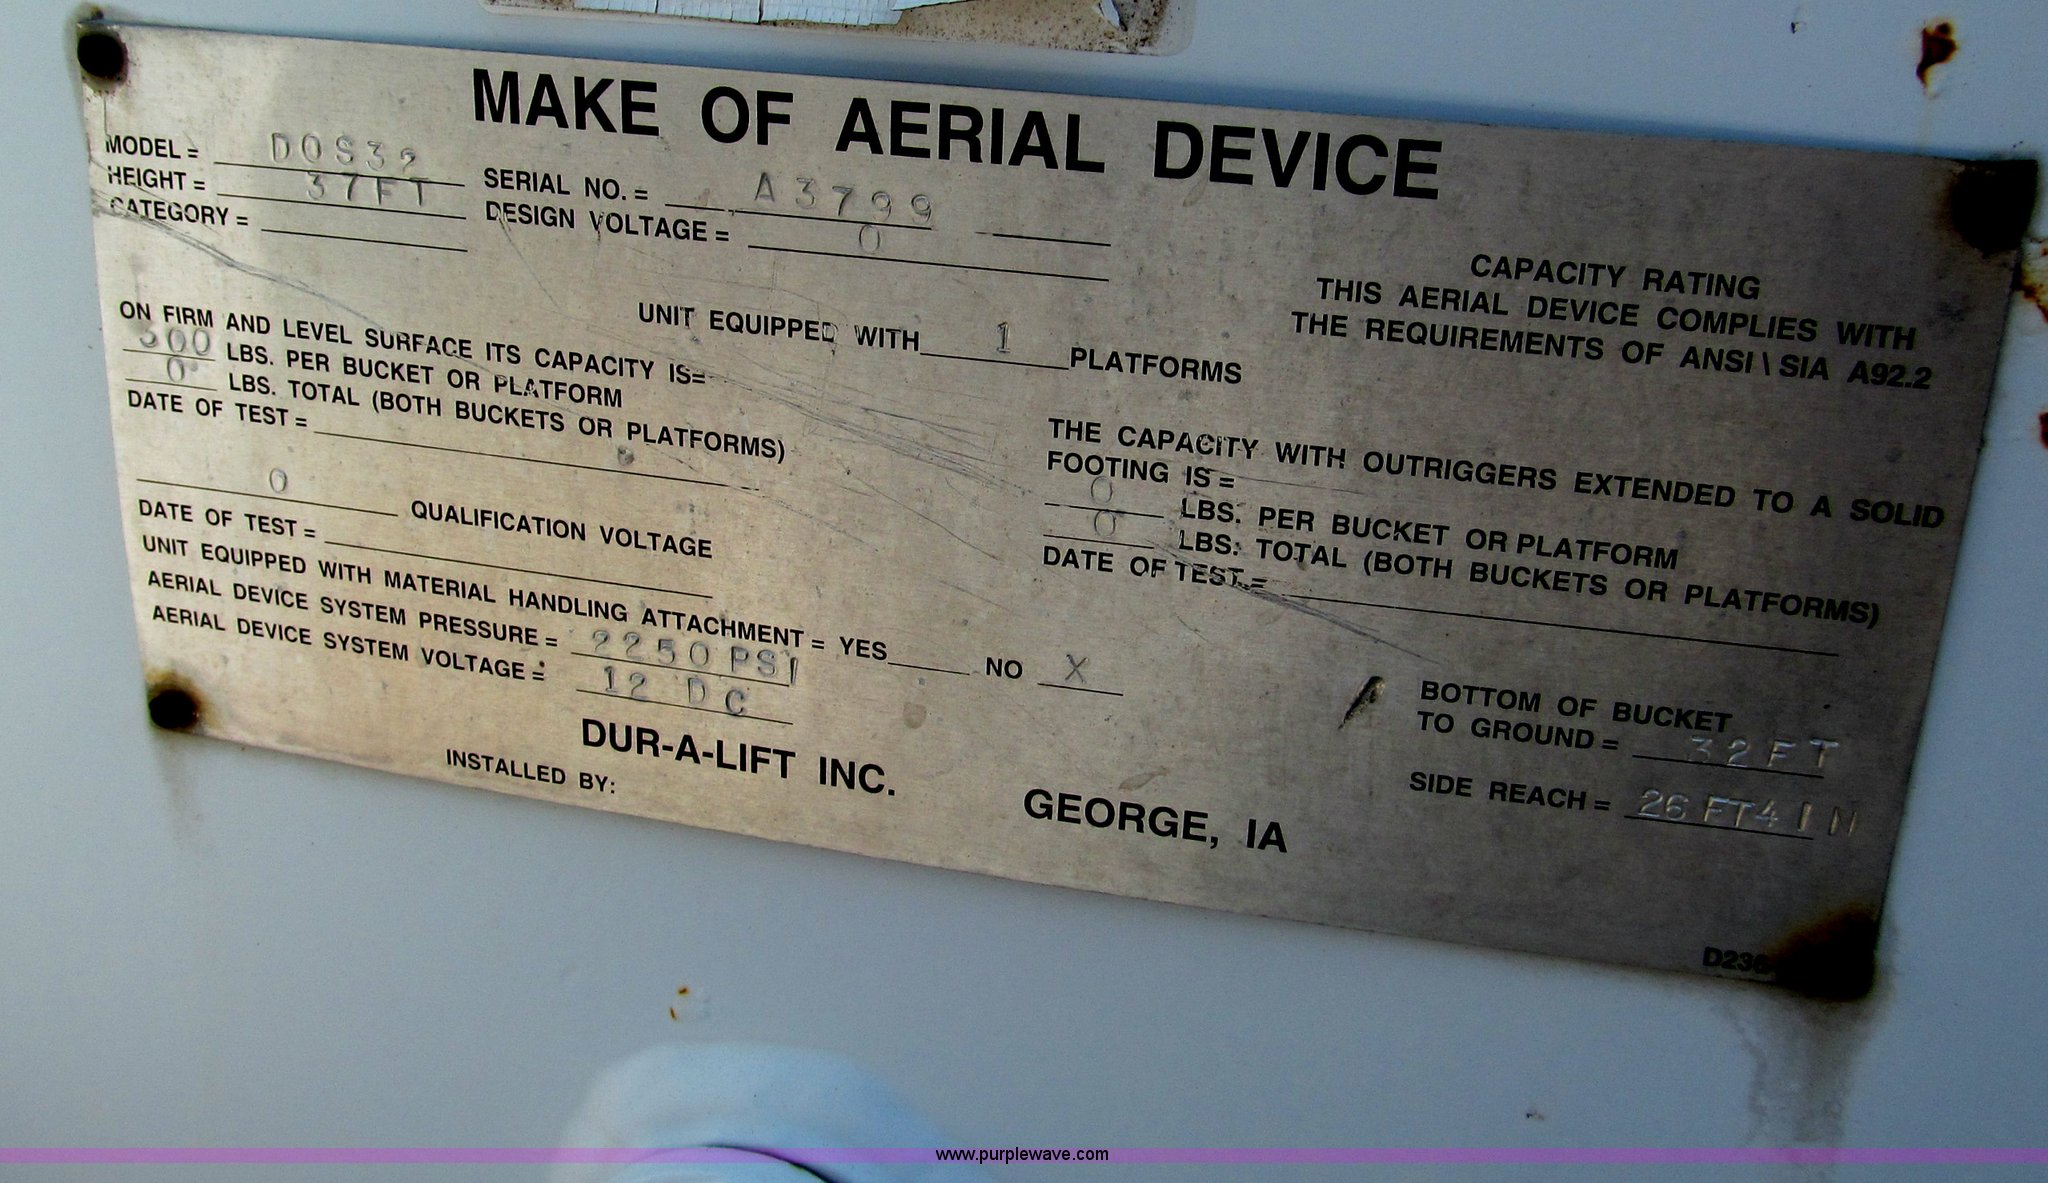 MAKE OF AERIAL DEVICE
MODEL = DOS32
HEIGHT = 37FT
CATEGORY =
SERIAL NO. = A3799
DESIGN VOLTAGE = 0
UNIT EQUIPPED WITH 1 PLATFORMS
CAPACITY RATING
THIS AERIAL DEVICE COMPLIES WITH
THE REQUIREMENTS OF ANSI \ SIA A92.2
ON FIRM AND LEVEL SURFACE ITS CAPACITY IS=
300 LBS. PER BUCKET OR PLATFORM
0 LBS. TOTAL (BOTH BUCKETS OR PLATFORMS)
DATE OF TEST =
0 QUALIFICATION VOLTAGE
DATE OF TEST =
THE CAPACITY WITH OUTRIGGERS EXTENDED TO A SOLID
FOOTING IS =
0 LBS. PER BUCKET OR PLATFORM
0 LBS. TOTAL (BOTH BUCKETS OR PLATFORMS)
DATE OF TEST =
UNIT EQUIPPED WITH MATERIAL HANDLING ATTACHMENT = YES NO X
AERIAL DEVICE SYSTEM PRESSURE = 2250 PSI
AERIAL DEVICE SYSTEM VOLTAGE = 12 DC
BOTTOM OF BUCKET
TO GROUND = 32FT
SIDE REACH = 26 FT4 IN
DUR-A-LIFT INC.
GEORGE, IA
INSTALLED BY:
www.purplewave.com